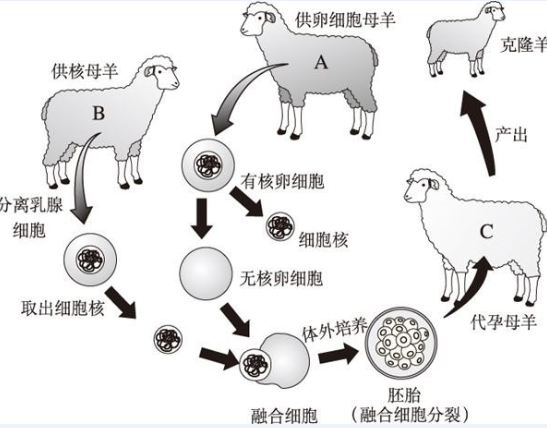 供卵细胞母羊
A
克隆羊
供核母羊
B
产出
有核卵细胞
分离乳腺
细胞
细胞核
C
无核卵细胞
取出细胞核
代孕母羊
体外培养
胚胎
融合细胞
（融合细胞分裂）